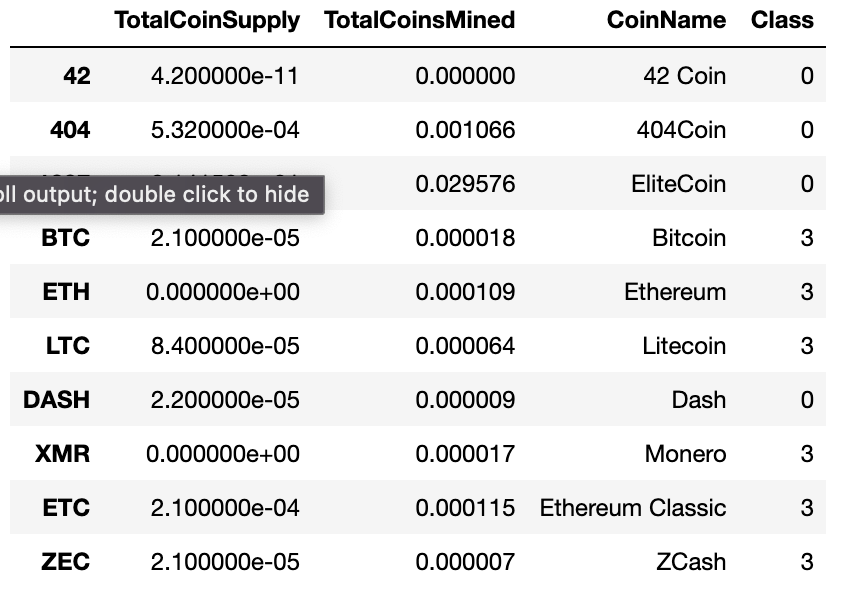 TotalCoinSupply TotalCoinsMined CoinName Class
42 4.200000e-11 0.000000 42 Coin 0
404 5.320000e-04 0.001066 404Coin 0
0.029576 EliteCoin 0
oll output; double click to hide
BTC 2.100000e-05 0.000018 Bitcoin 3
ETH 0.000000e+00 0.000109 Ethereum 3
LTC 8.400000e-05 0.000064 Litecoin 3
DASH 2.200000e-05 0.000009 Dash 0
XMR 0.000000e+00 0.000017 Monero 3
ETC 2.100000e-04 0.000115 Ethereum Classic 3
ZEC 2.100000e-05 0.000007 ZCash 3